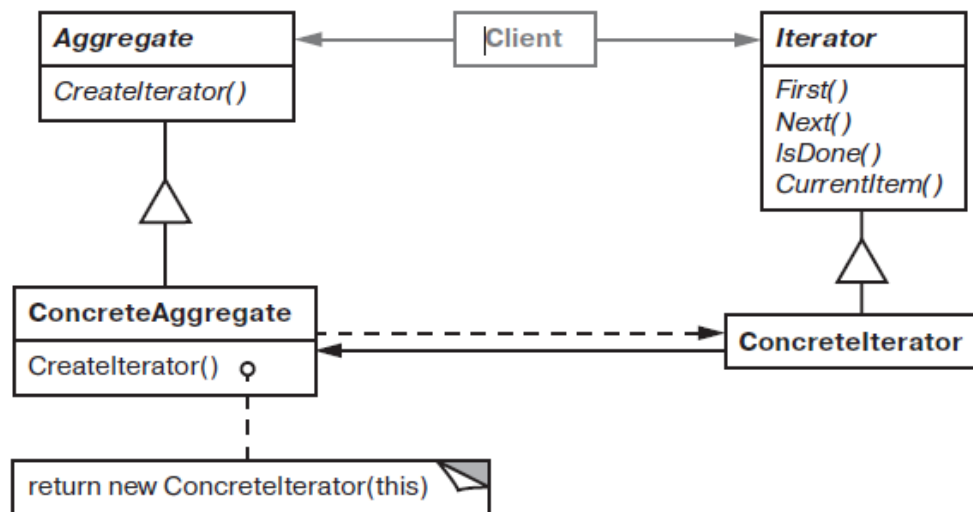 Aggregate
CreateIterator()
Client
Iterator
First()
Next()
IsDone()
CurrentItem()
ConcreteAggregate
CreateIterator()
ConcreteIterator
return new ConcreteIterator(this)